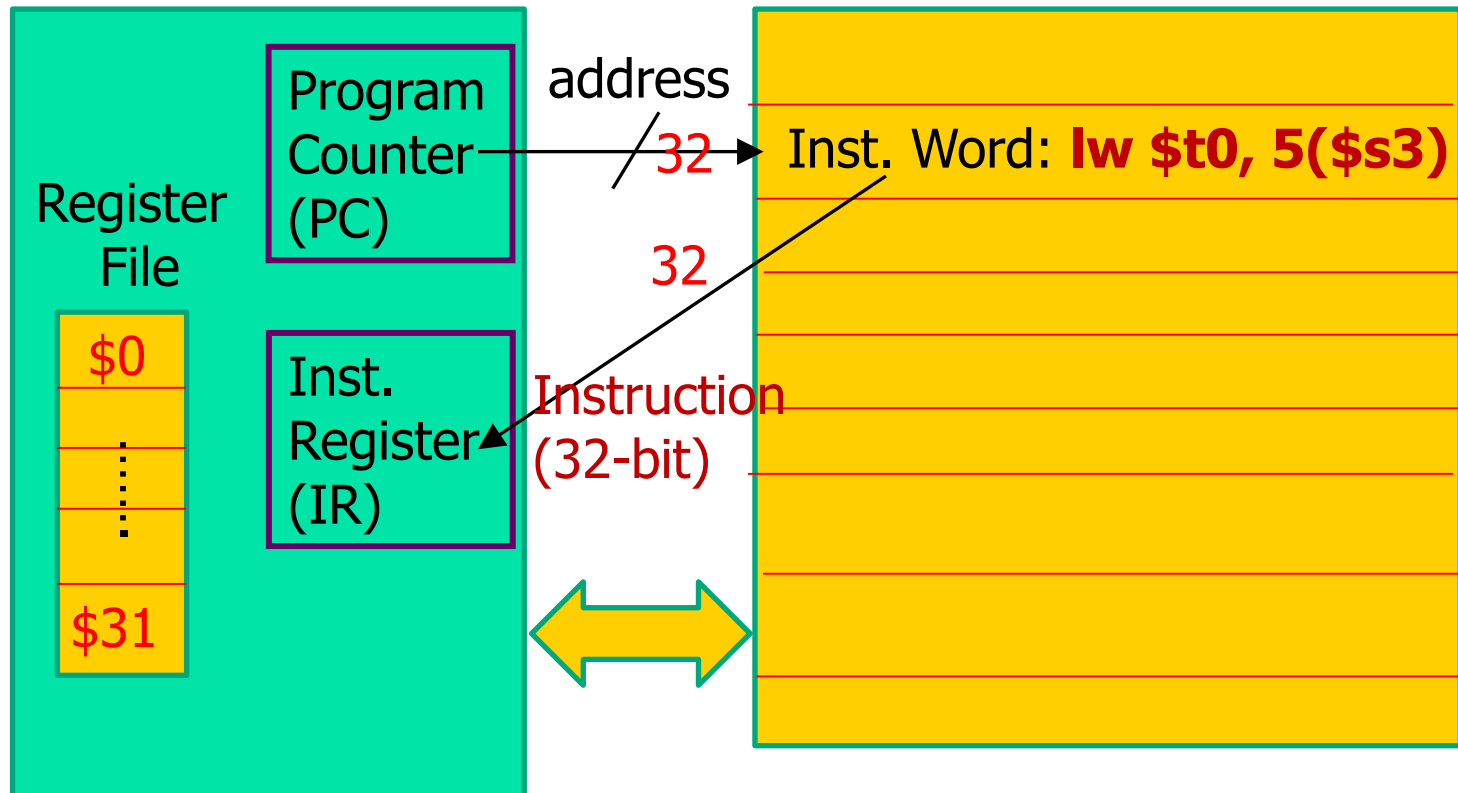 Register
File
$0
$31
Program
Counter
(PC)
Inst.
Register
(IR)
address
32
32
Instruction
(32-bit)
Inst. Word: lw $t0, 5($s3)